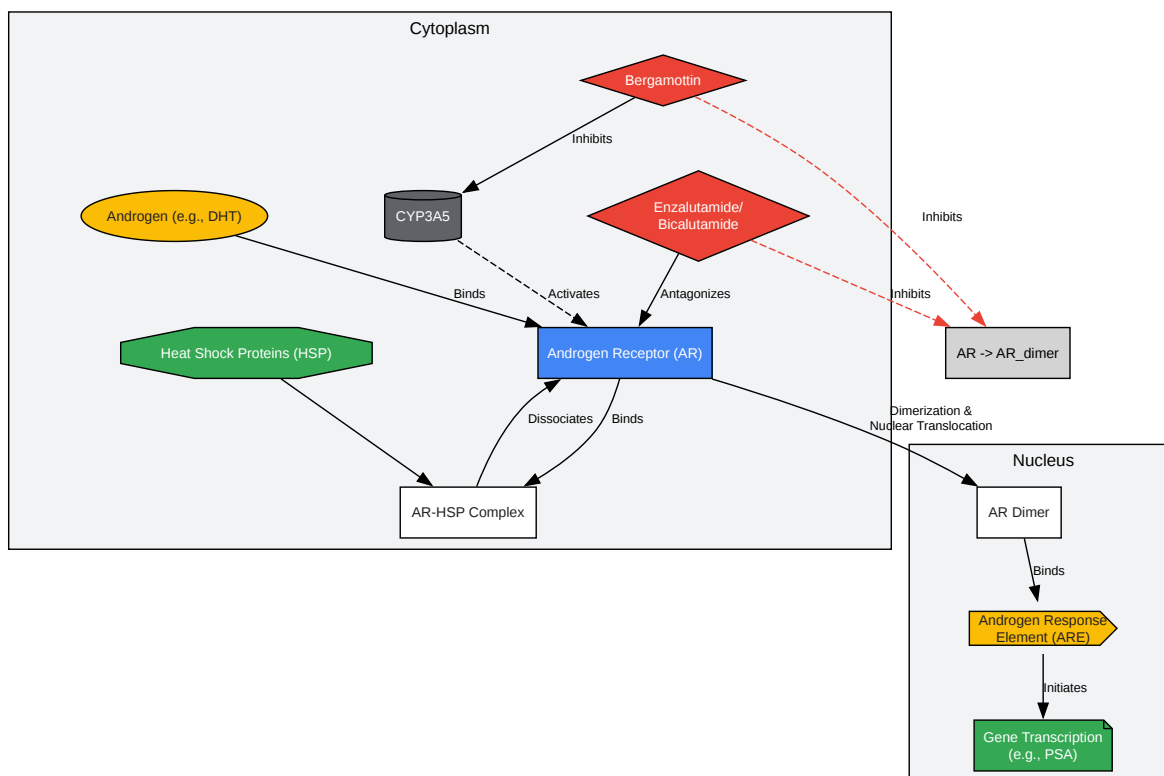 Cytoplasm
Bergamottin
Inhibits
Androgen (e.g., DHT)
CYP3A5
Enzalutamide/
Bicalutamide
Inhibits
Binds
Activates
Antagonizes
Inhibits
Heat Shock Proteins (HSP)
Androgen Receptor (AR)
AR -> AR_dimer
Dissociates
Binds
Dimerization &
Nuclear Translocation
Nucleus
AR-HSP Complex
AR Dimer
Binds
Androgen Response
Element (ARE)
Initiates
Gene Transcription
(e.g., PSA)